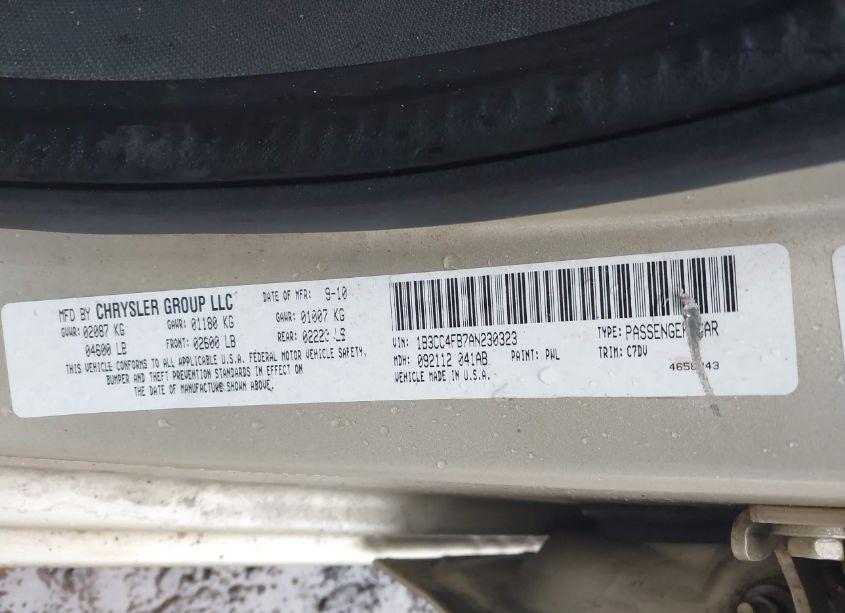 MFD BY CHRYSLER GROUP LLC DATE OF MFR: 9-10
GVWR: 02087 KG GAWR: 01180 KG GAWR: 01007 KG
04600 LB FRONT: 02600 LB REAR: 02220 LB
THIS VEHICLE CONFORMS TO ALL APPLICABLE U.S.A. FEDERAL MOTOR VEHICLE SAFETY,
BUMPER AND THEFT PREVENTION STANDARDS IN EFFECT ON
THE DATE OF MANUFACTURE SHOWN ABOVE.
VIN: 1B3CC4FB7AN230323 TYPE: PASSENGER CAR
MDH: 092112 041AB PAINT: PWL TRIM: C7DV
VEHICLE MADE IN U.S.A.